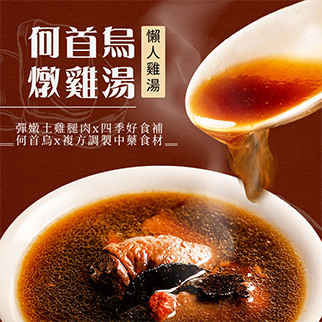 何首烏
燉雞湯
懶人雞湯
彈嫩土雞腿肉x四季好食補
何首烏x複方調製中藥食材